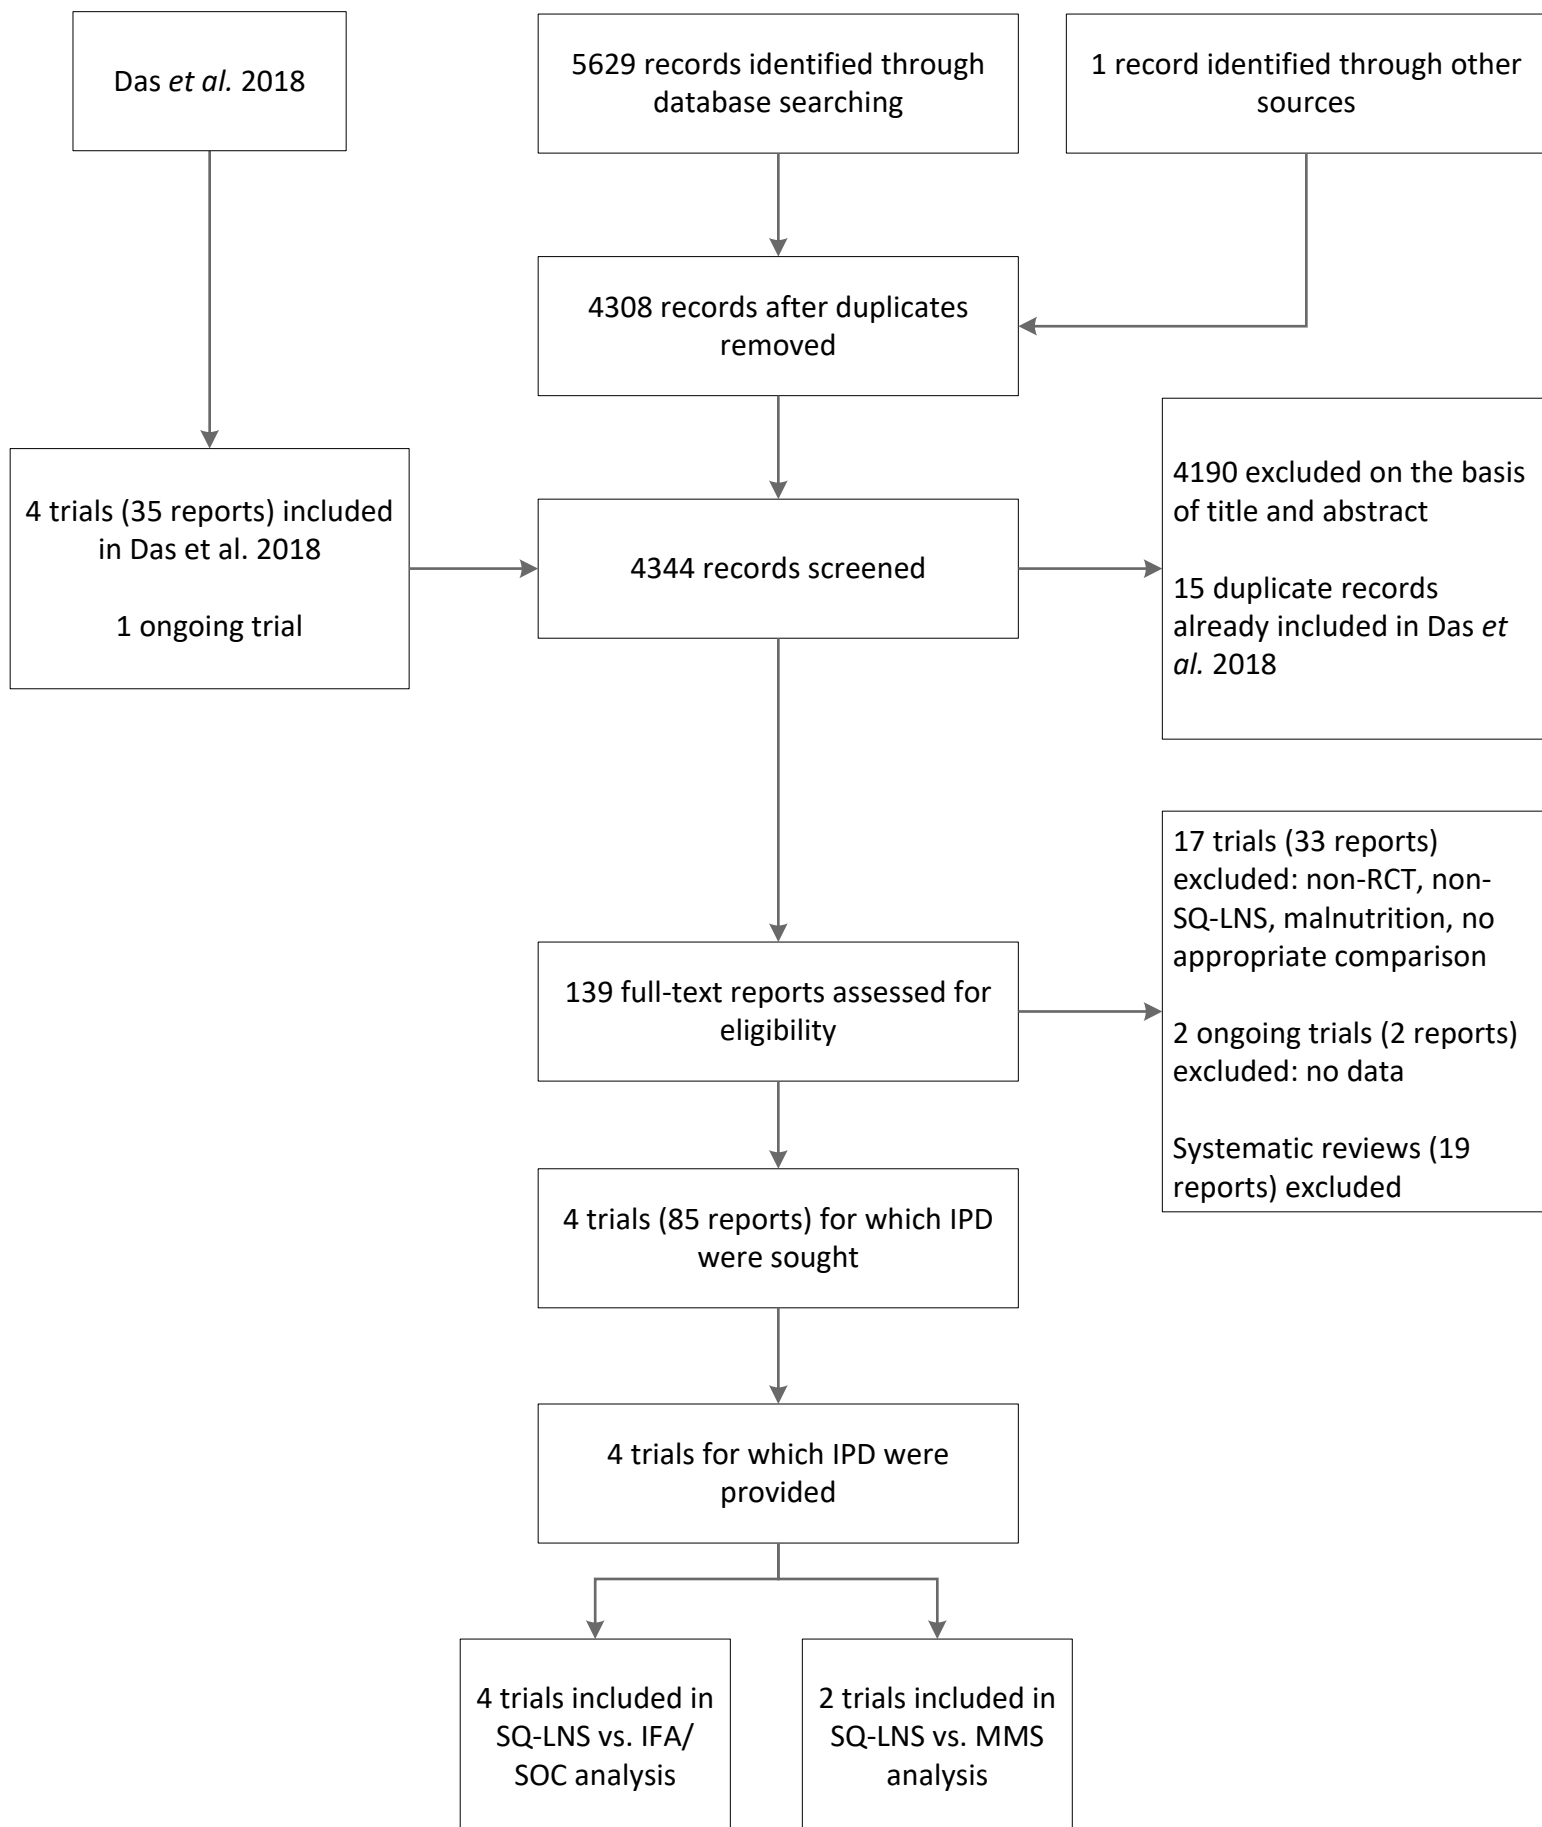 Das et al. 2018
5629 records identified through
database searching
1 record identified through other
sources
4308 records after duplicates
removed
4 trials (35 reports) included
in Das et al. 2018
1 ongoing trial
4344 records screened
4190 excluded on the basis
of title and abstract
15 duplicate records
already included in Das et
al. 2018
139 full-text reports assessed for
eligibility
17 trials (33 reports)
excluded: non-RCT, non-
SQ-LNS, malnutrition, no
appropriate comparison
2 ongoing trials (2 reports)
excluded: no data
Systematic reviews (19
reports) excluded
4 trials (85 reports) for which IPD
were sought
4 trials for which IPD were
provided
4 trials included in
SQ-LNS vs. IFA/
SOC analysis
2 trials included in
SQ-LNS vs. MMS
analysis